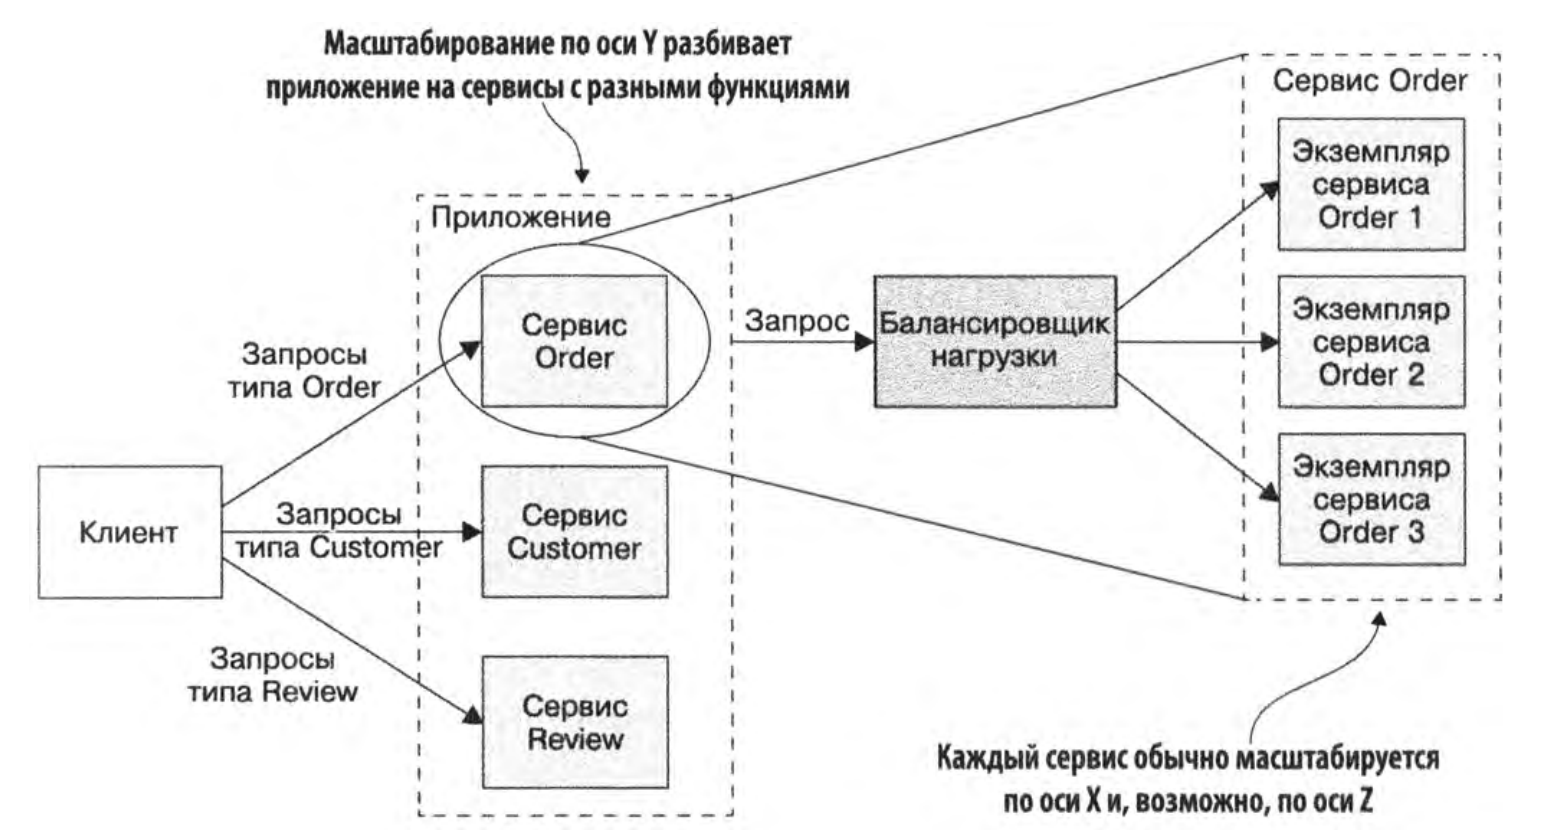 Масштабирование по оси Y разбивает
приложение на сервисы с разными функциями
Приложение
Сервис
Order
Запросы
типа Order
Клиент
Запросы
типа Customer
Сервис
Customer
Запросы
типа Review
Сервис
Review
Запрос
Балансировщик
нагрузки
Сервис Order
Экземпляр
сервиса
Order 1
Экземпляр
сервиса
Order 2
Экземпляр
сервиса
Order 3
Каждый сервис обычно масштабируется
по оси X и, возможно, по оси Z